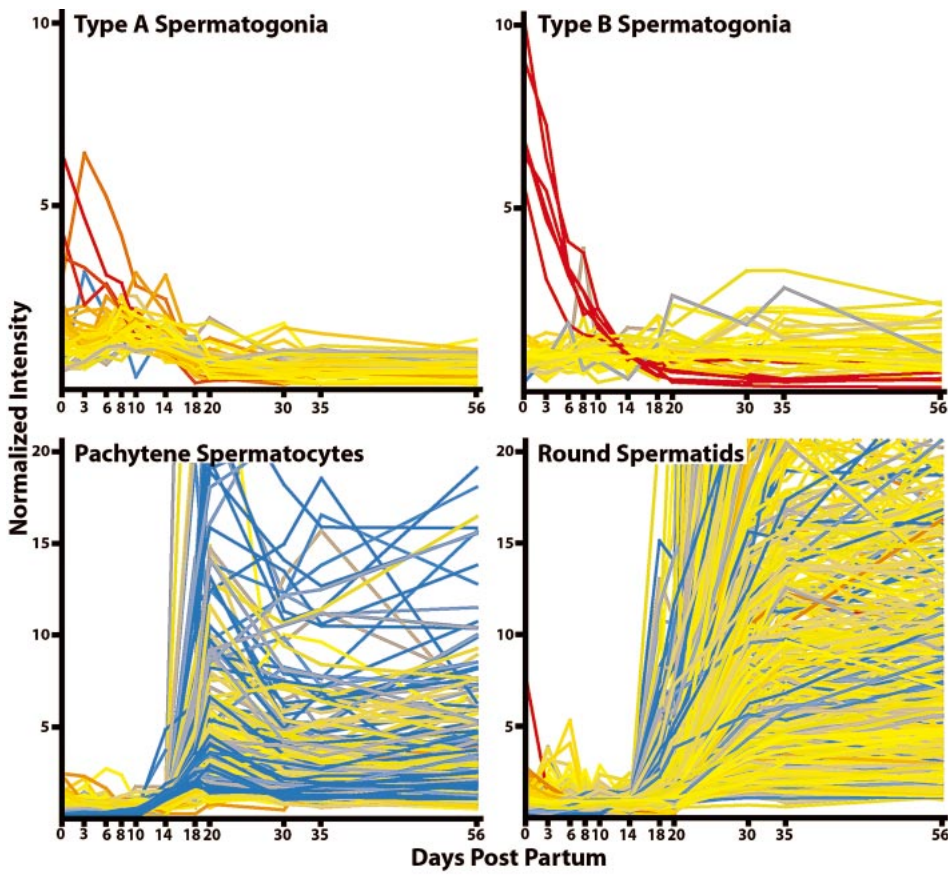 Type A Spermatogonia
10
5
0 3 6 8 10 14 18 20 30 35 56
Type B Spermatogonia
10
5
0 3 6 8 10 14 18 20 30 35 56
Normalized Intensity
Pachytene Spermatocytes
20
15
10
5
0 3 6 8 10 14 18 20 30 35 56
Round Spermatids
20
15
10
5
0 3 6 8 10 14 18 20 30 35 56
Days Post Partum